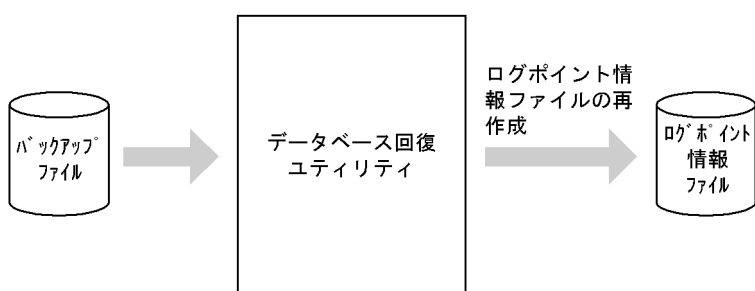 バックアップ
ファイル
データベース回復
ユティリティ
ログポイント情
報ファイルの再
作成
ログポイント
情報
ファイル